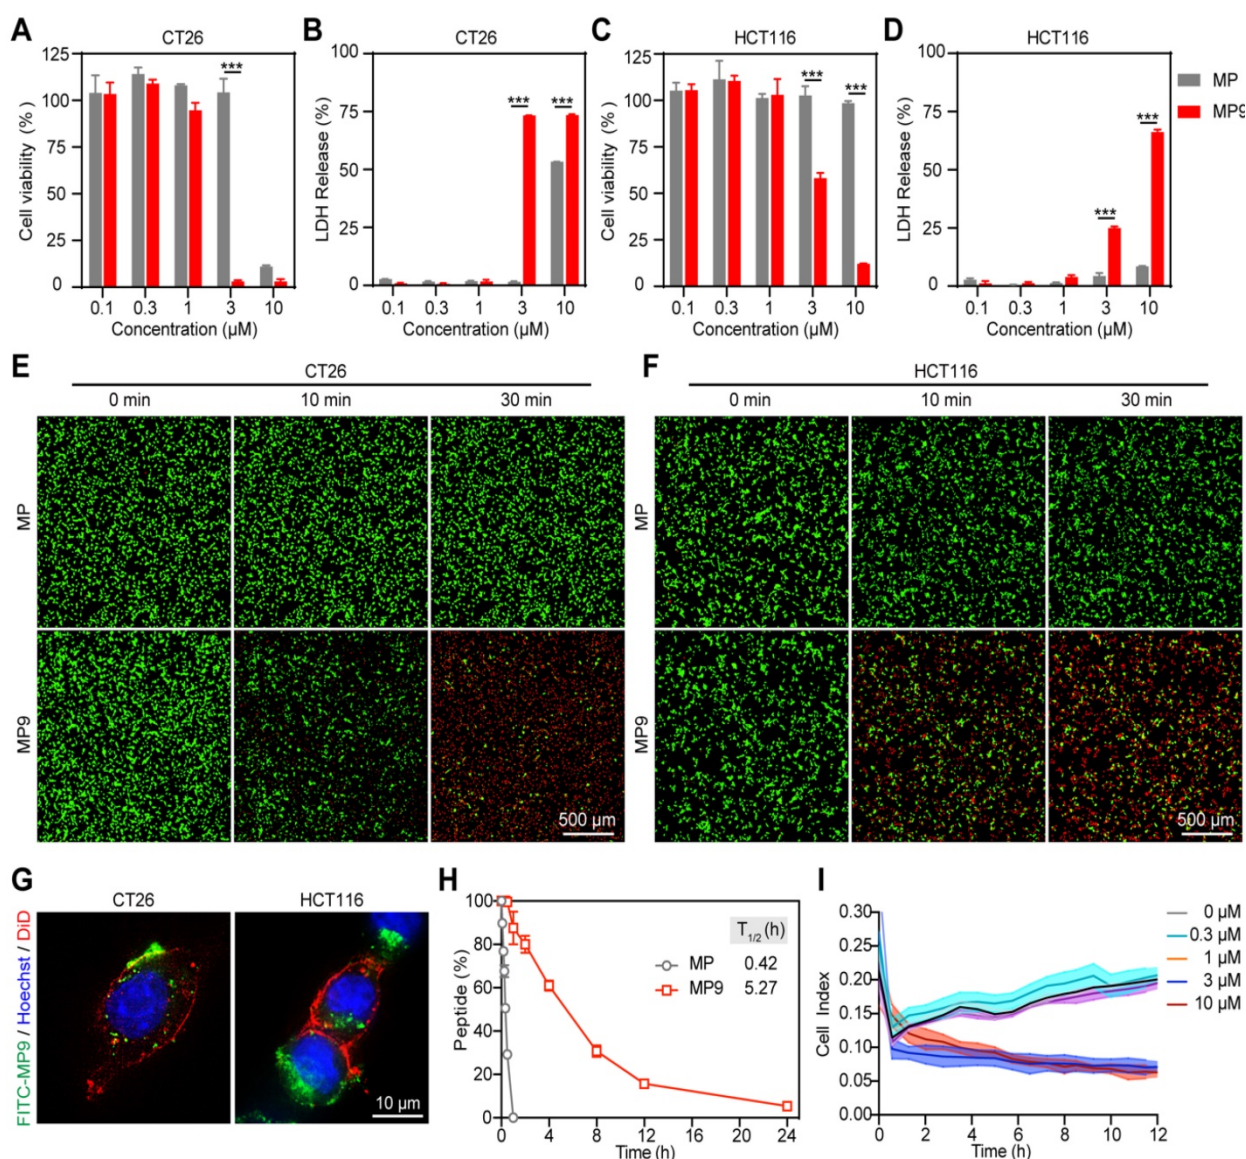 A
CT26
Cell viability (%)
125
100
75
50
25
0
***
0.1 0.3 1 3 10
Concentration (µM)
B
CT26
LDH Release (%)
100
75
50
25
0
*** ***
0.1 0.3 1 3 10
Concentration (µM)
C
HCT116
Cell viability (%)
125
100
75
50
25
0
*** ***
0.1 0.3 1 3 10
Concentration (µM)
D
HCT116
LDH Release (%)
100
75
50
25
0
*** ***
0.1 0.3 1 3 10
Concentration (µM)
MP
MP9
E
CT26
0 min 10 min 30 min
MP
MP9
500 µm
F
HCT116
0 min 10 min 30 min
MP
MP9
500 µm
G
CT26 HCT116
FITC-MP9 / Hoechst / DiD
10 µm
H
Peptide (%)
100
80
60
40
20
0
T1/2 (h)
MP 0.42
MP9 5.27
0 4 8 12 16 20 24
Time (h)
I
Cell Index
0.30
0.25
0.20
0.15
0.10
0.05
0.00
0 2 4 6 8 10 12
Time (h)
0 µM
0.3 µM
1 µM
3 µM
10 µM